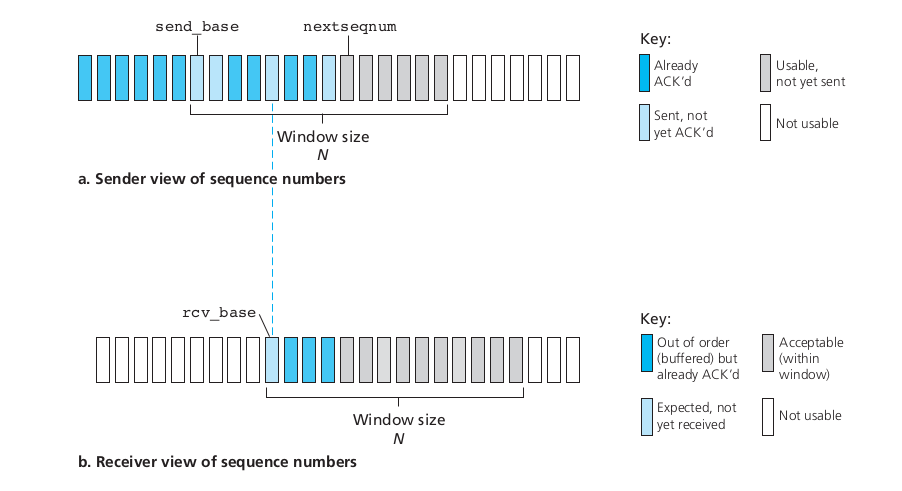 send_base
nextseqnum
Key:
Already
ACK'd
Usable,
not yet sent
Sent, not
yet ACK'd
Not usable
Window size
N
a. Sender view of sequence numbers
rcv_base
Key:
Out of order
(buffered) but
already ACK'd
Acceptable
(within
window)
Expected, not
yet received
Not usable
Window size
N
b. Receiver view of sequence numbers